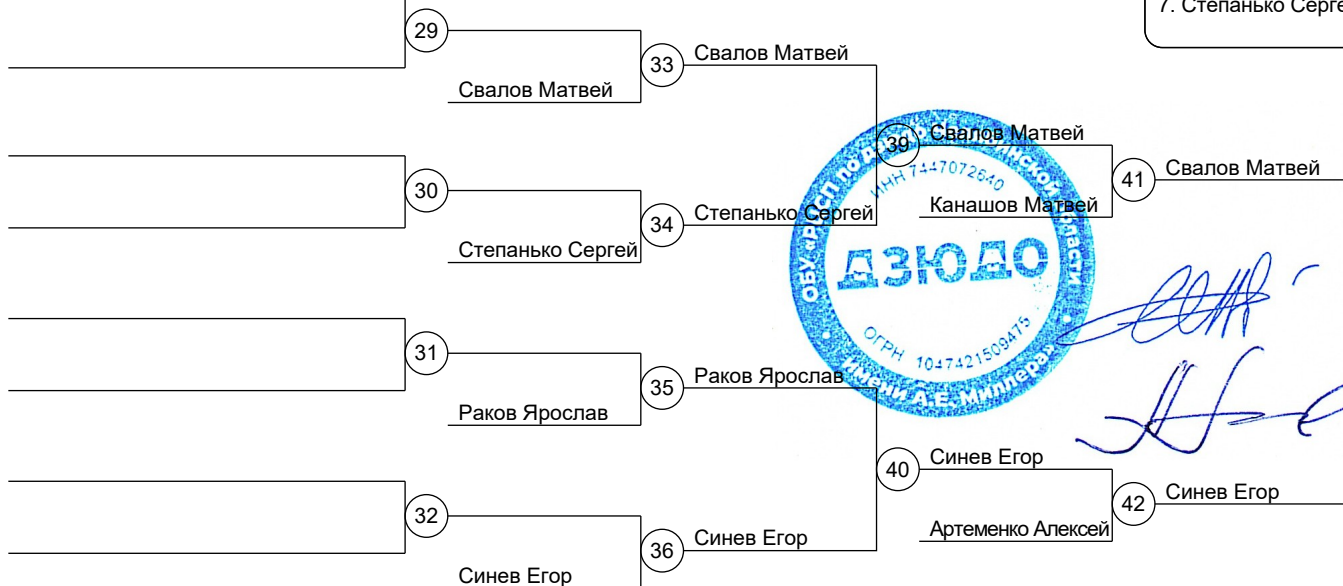 7. Степанько Серге
29
Свалов Матвей
33
Свалов Матвей
39
Свалов Матвей
Канашов Матвей
41
Свалов Матвей
30
Степанько Сергей
34
Степанько Сергей
31
Раков Ярослав
35
Раков Ярослав
40
Синев Егор
Артеменко Алексей
42
Синев Егор
32
Синев Егор
36
Синев Егор
ИНН 7447072640
ДЗЮДО
ОГРН 1047421509475
имени А.Е. Миллера»